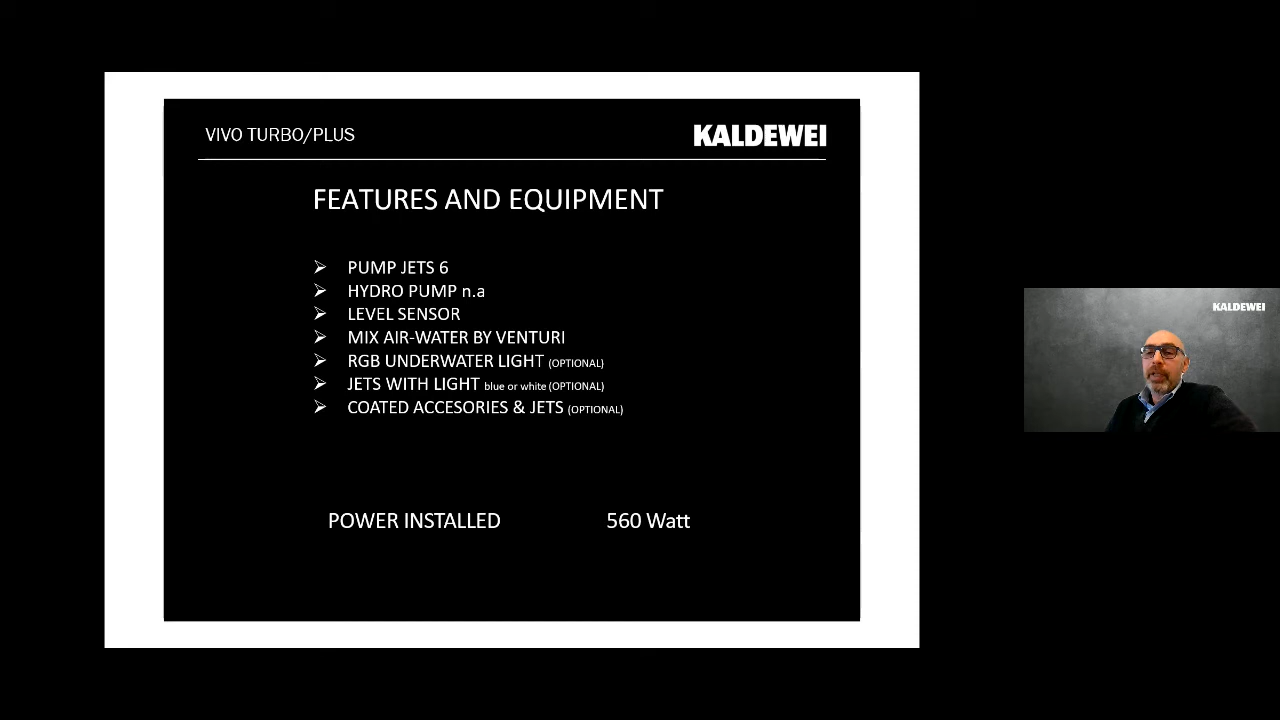 VIVO TURBO/PLUS
KALDEWEI
FEATURES AND EQUIPMENT
PUMP JETS 6
HYDRO PUMP n.a
LEVEL SENSOR
MIX AIR-WATER BY VENTURI
RGB UNDERWATER LIGHT (OPTIONAL)
JETS WITH LIGHT blue or white (OPTIONAL)
COATED ACCESORIES & JETS (OPTIONAL)
POWER INSTALLED 560 Watt
KALDEWEI